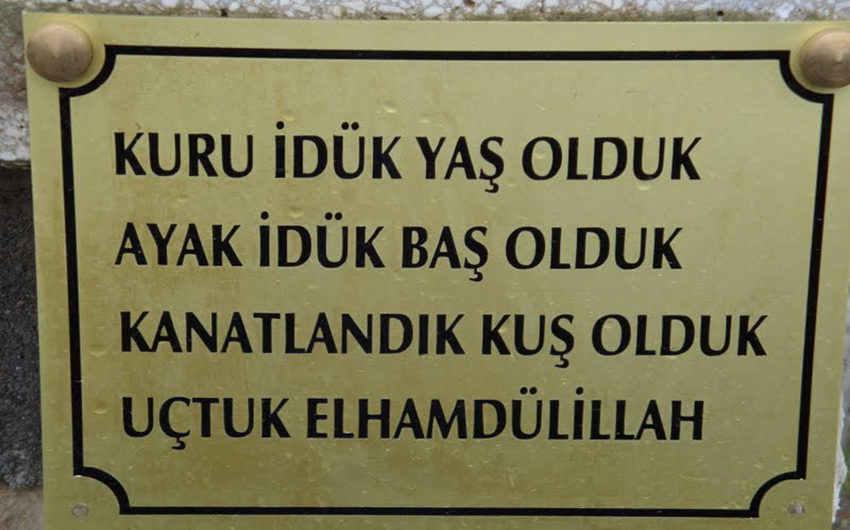 KURU İDÜK YAŞ OLDUK
AYAK İDÜK BAŞ OLDUK
KANATLANDIK KUŞ OLDUK
UÇTUK ELHAMDÜLİLLAH